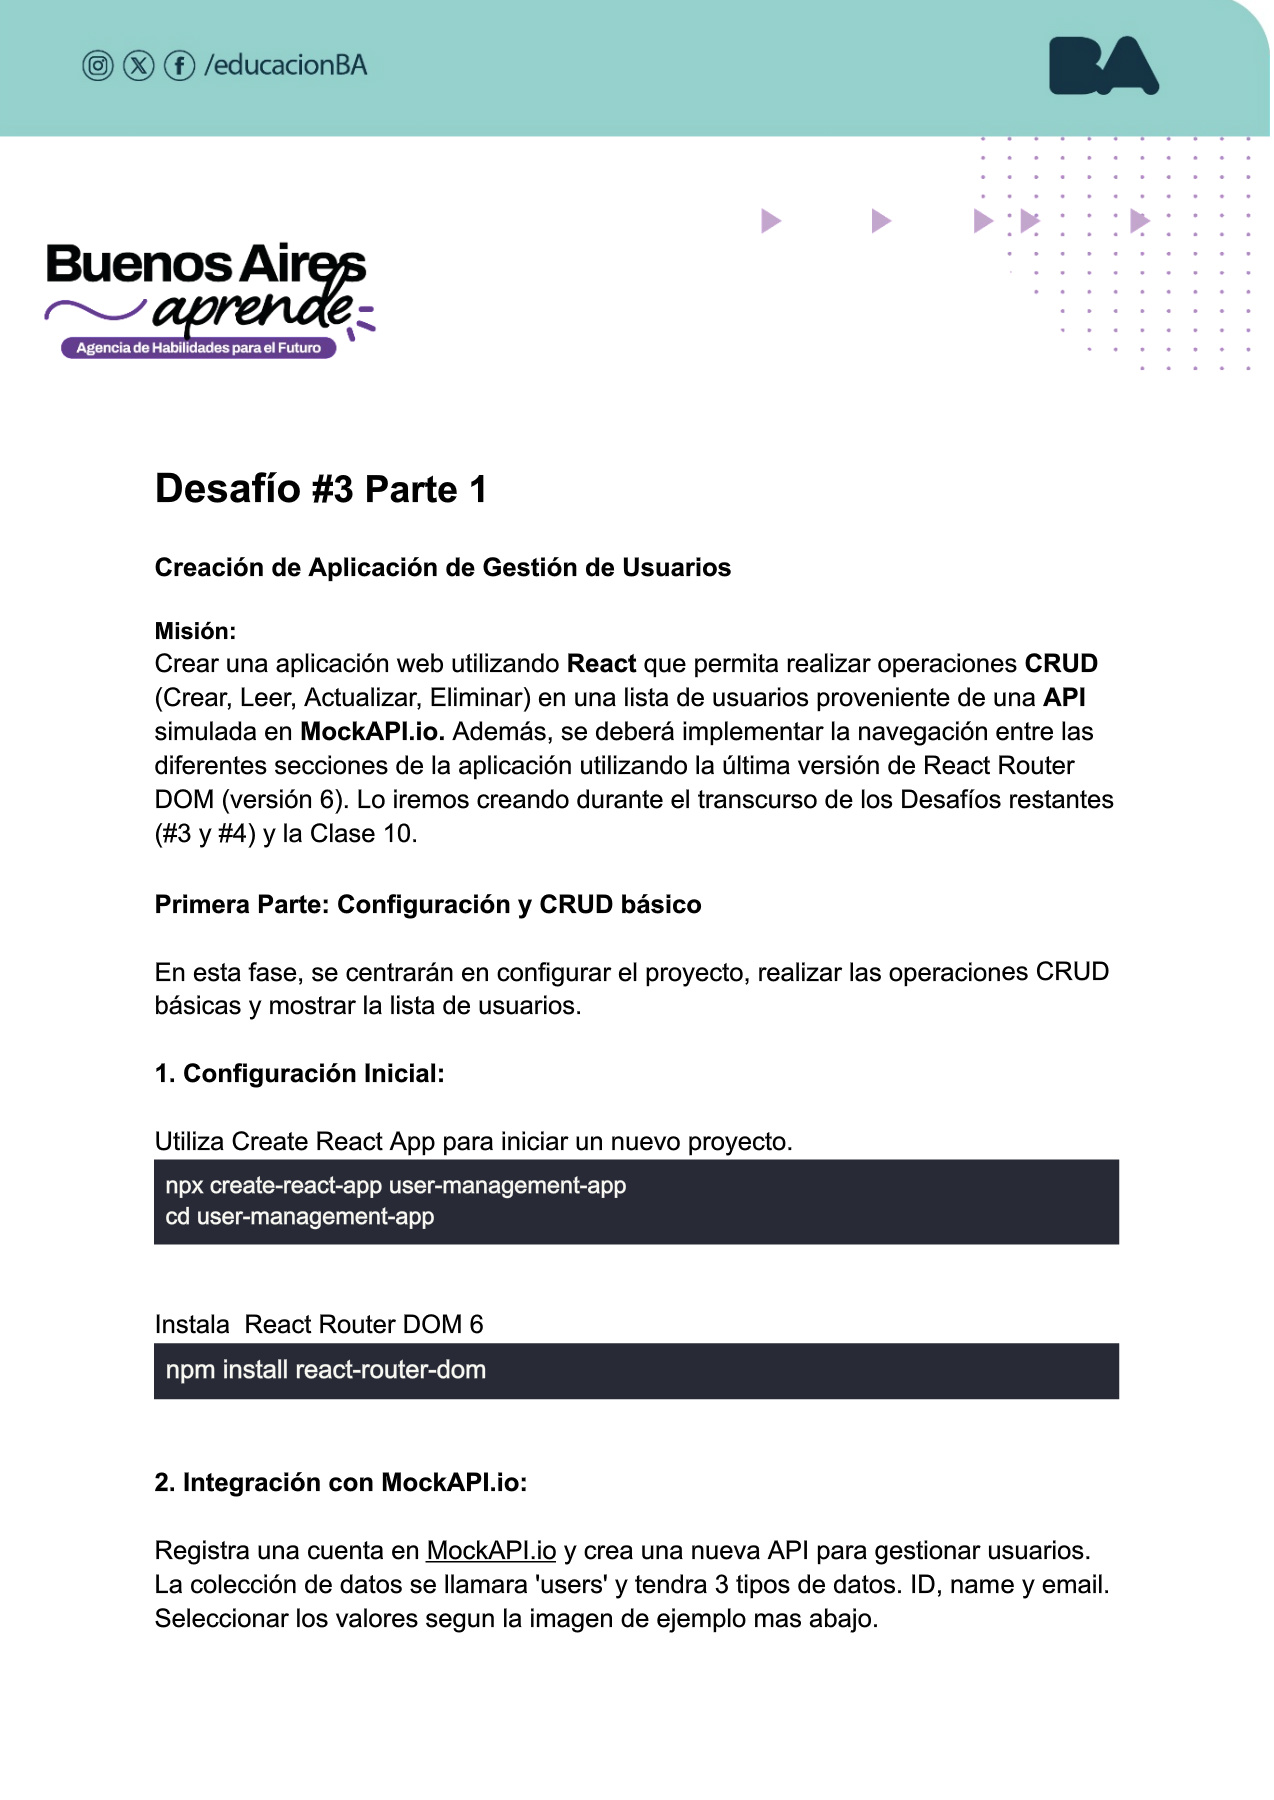 /educacionBA
BA
Buenos Aires
aprende
Agencia de Habilidades para el Futuro
Desafío #3 Parte 1
Creación de Aplicación de Gestión de Usuarios
Misión:
Crear una aplicación web utilizando React que permita realizar operaciones CRUD
(Crear, Leer, Actualizar, Eliminar) en una lista de usuarios proveniente de una API
simulada en MockAPI.io. Además, se deberá implementar la navegación entre las
diferentes secciones de la aplicación utilizando la última versión de React Router
DOM (versión 6). Lo iremos creando durante el transcurso de los Desafíos restantes
(#3 y #4) y la Clase 10.
Primera Parte: Configuración y CRUD básico
En esta fase, se centrarán en configurar el proyecto, realizar las operaciones CRUD
básicas y mostrar la lista de usuarios.
1. Configuración Inicial:
Utiliza Create React App para iniciar un nuevo proyecto.
npx create-react-app user-management-app
cd user-management-app
Instala  React Router DOM 6
npm install react-router-dom
2. Integración con MockAPI.io:
Registra una cuenta en MockAPI.io y crea una nueva API para gestionar usuarios.
La colección de datos se llamara 'users' y tendra 3 tipos de datos. ID, name y email.
Seleccionar los valores segun la imagen de ejemplo mas abajo.